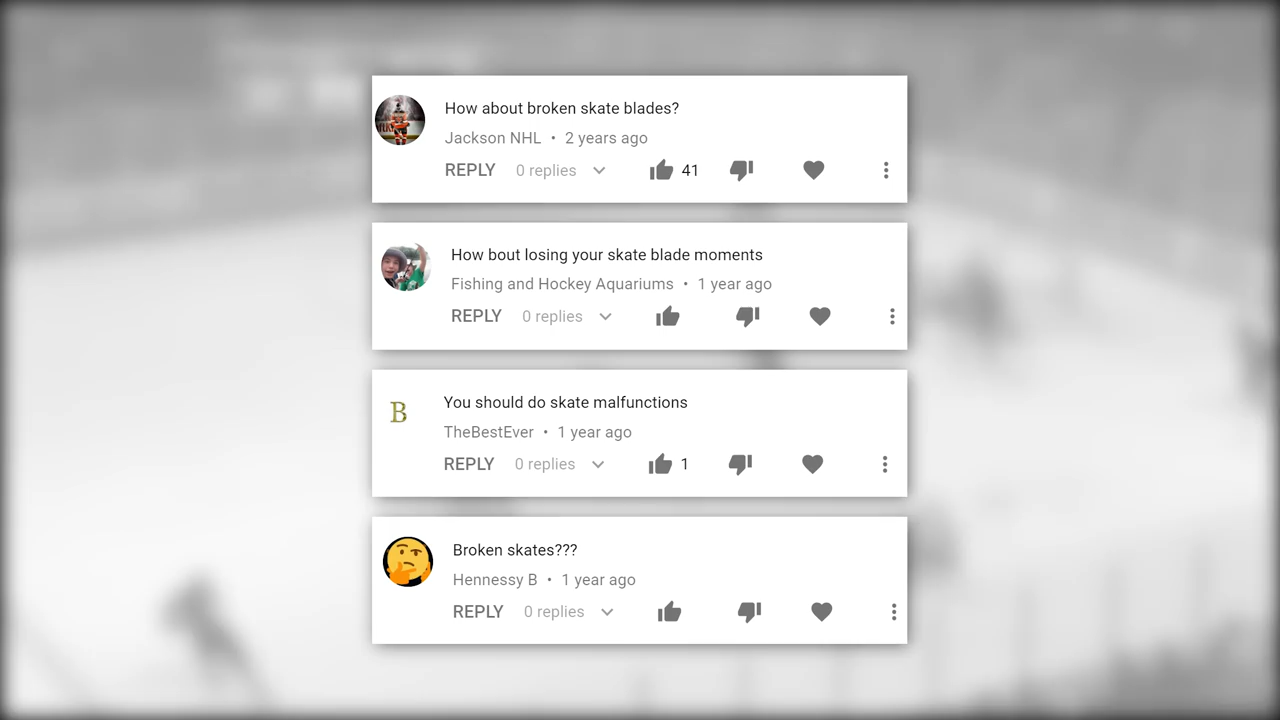 How about broken skate blades?
Jackson NHL • 2 years ago
REPLY 0 replies 41
How bout losing your skate blade moments
Fishing and Hockey Aquariums • 1 year ago
REPLY 0 replies
B
You should do skate malfunctions
TheBestEver • 1 year ago
REPLY 0 replies 1
Broken skates???
Hennessy B • 1 year ago
REPLY 0 replies